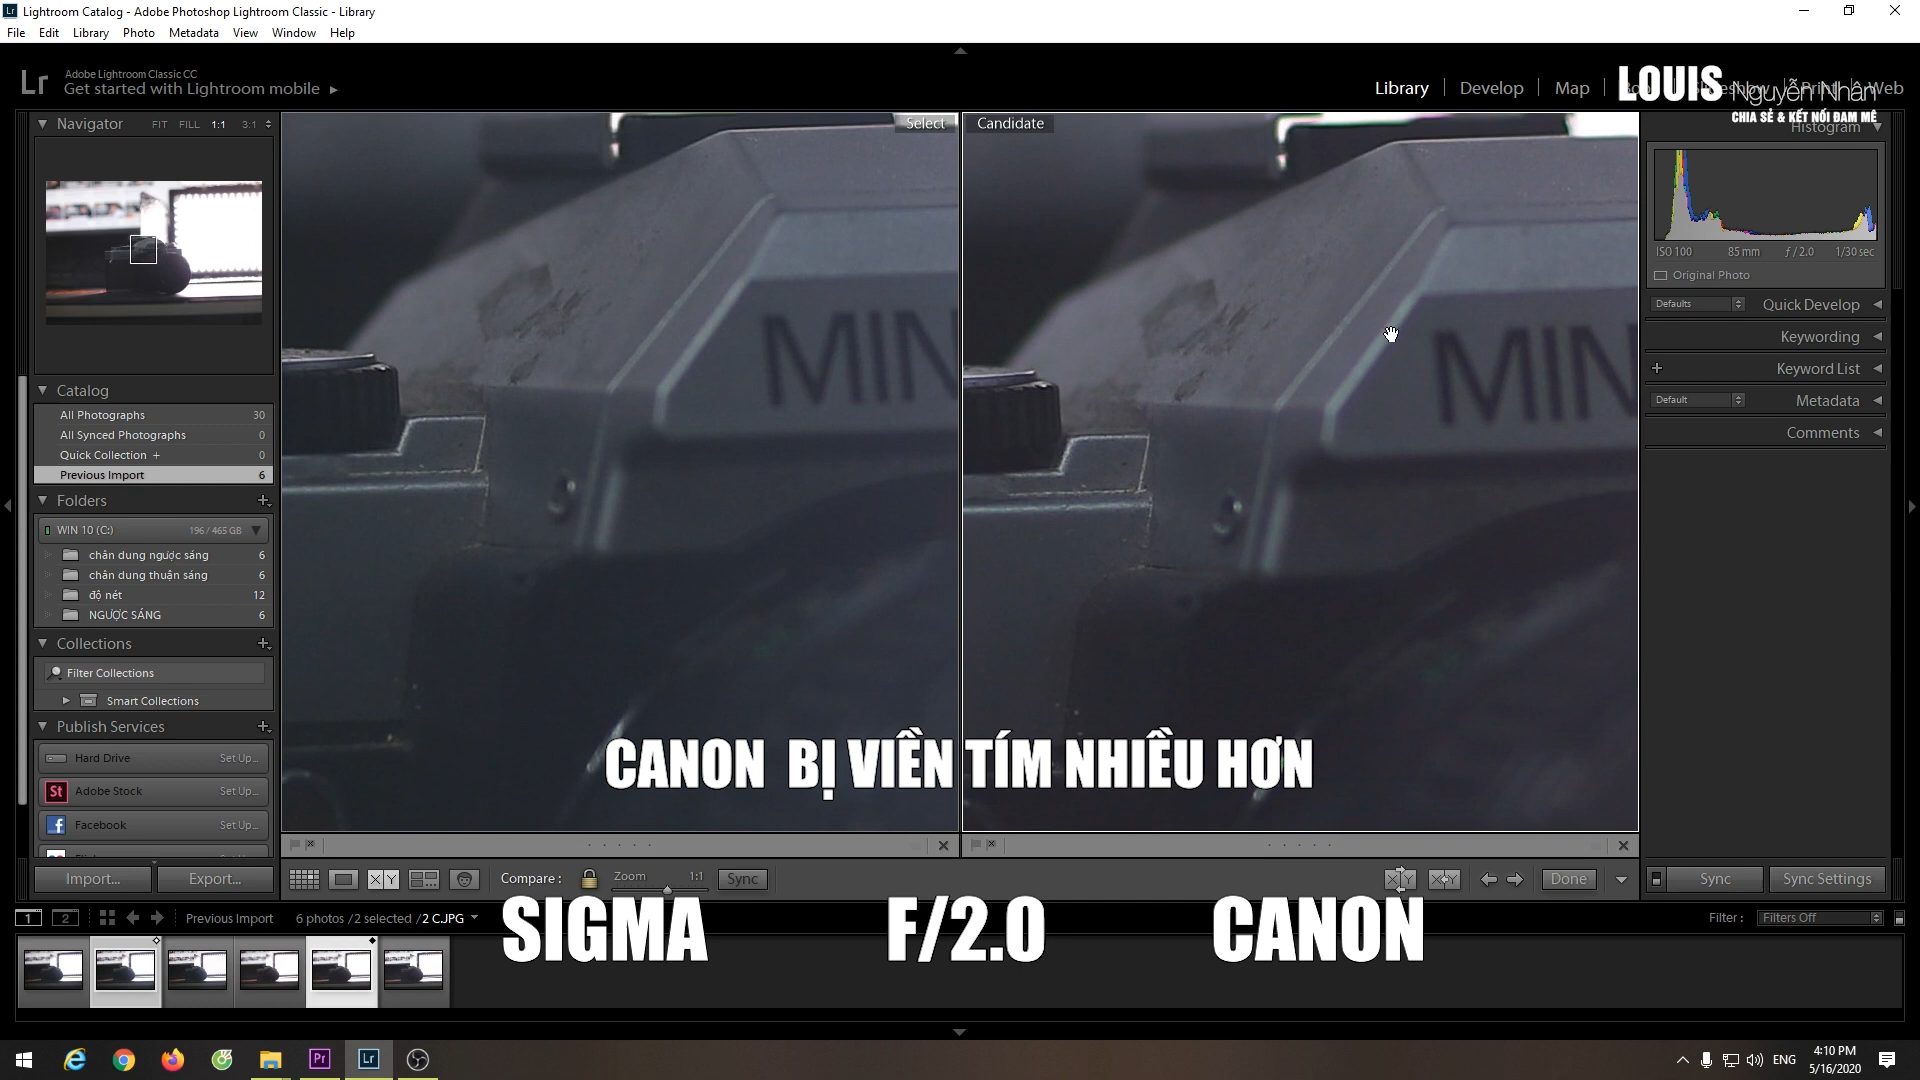 Lightroom Catalog - Adobe Photoshop Lightroom Classic - Library
File Edit Library Photo Metadata View Window Help
Lr
Adobe Lightroom Classic CC
Get started with Lightroom mobile
Library Develop Map Web
LOUIS Nguyễn Nhân
CHIA SẺ & KẾT NỐI ĐAM MÊ
Navigator FIT FILL 1:1 3:1
Select
Candidate
Histogram
ISO 100 85 mm ƒ / 2.0 1/30 sec
Original Photo
Defaults Quick Develop
Keywording
Keyword List
Default Metadata
Comments
Catalog
All Photographs 30
All Synced Photographs 0
Quick Collection + 0
Previous Import 6
Folders
WIN 10 (C:) 196 / 465 GB
chân dung ngược sáng 6
chân dung thuận sáng 6
độ nét 12
NGƯỢC SÁNG 6
Collections
Filter Collections
Smart Collections
Publish Services
Hard Drive Set Up...
St Adobe Stock Set Up...
f Facebook Set Up...
Import... Export...
MIN
MIN
CANON BỊ VIỀN TÍM NHIỀU HƠN
XY Compare : Zoom 1:1 Sync
Done
Sync Sync Settings
1 2 Previous Import 6 photos / 2 selected / 2 C.JPG
Filter : Filters Off
SIGMA F/2.0 CANON
Pr Lr
ENG
4:10 PM
5/16/2020